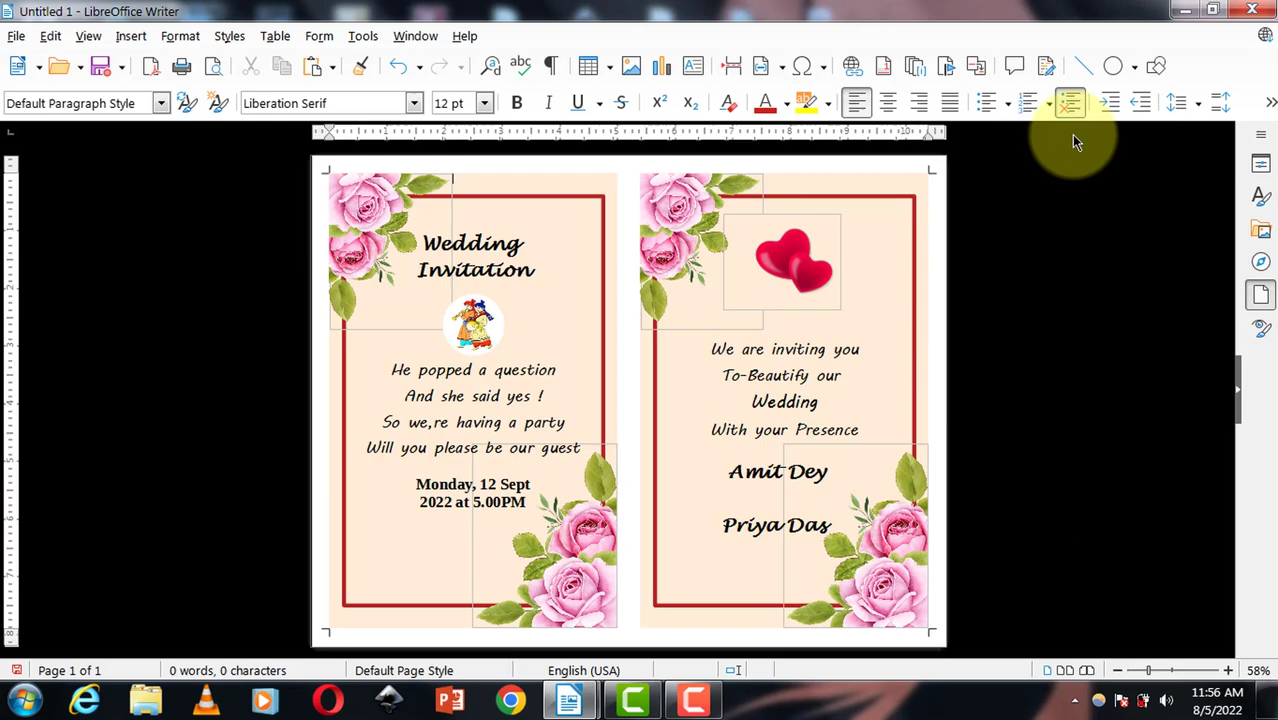 Untitled 1 - LibreOffice Writer
File Edit View Insert Format Styles Table Form Tools Window Help
Default Paragraph Style Liberation Serif 12 pt
Wedding
Invitation
He popped a question
And she said yes !
So we,re having a party
Will you please be our guest
Monday, 12 Sept
2022 at 5.00PM
We are inviting you
To-Beautify our
Wedding
With your Presence
Amit Dey
Priya Das
Page 1 of 1 0 words, 0 characters Default Page Style English (USA) 58%
11:56 AM
8/5/2022